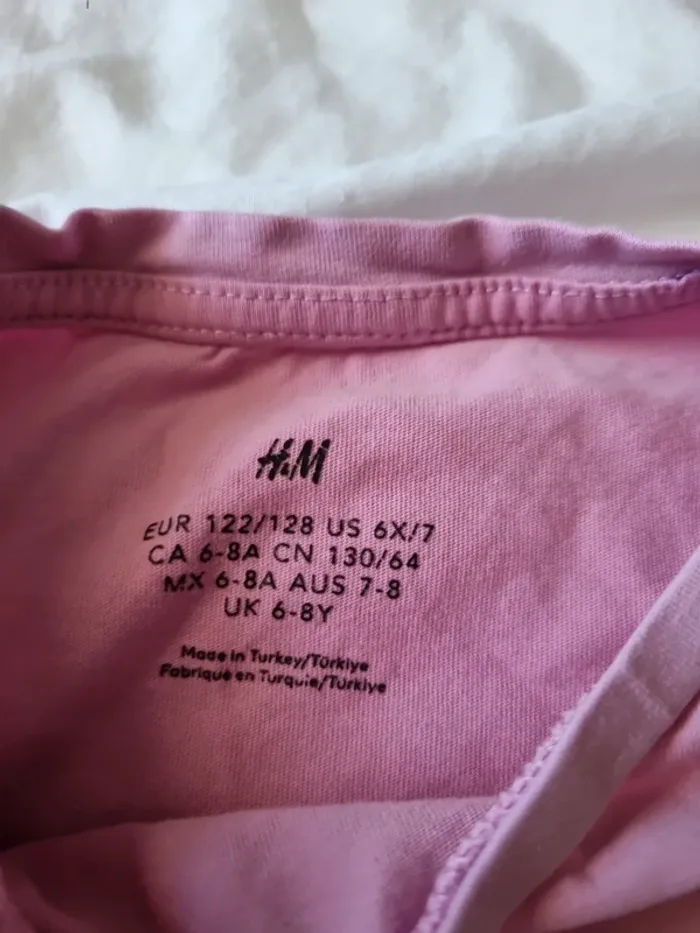 H&M
EUR 122/128 US 6X/7
CA 6-8A CN 130/64
MX 6-8A AUS 7-8
UK 6-8Y
Made in Turkey/Türkiye
Fabriqué en Turquie/Türkiye